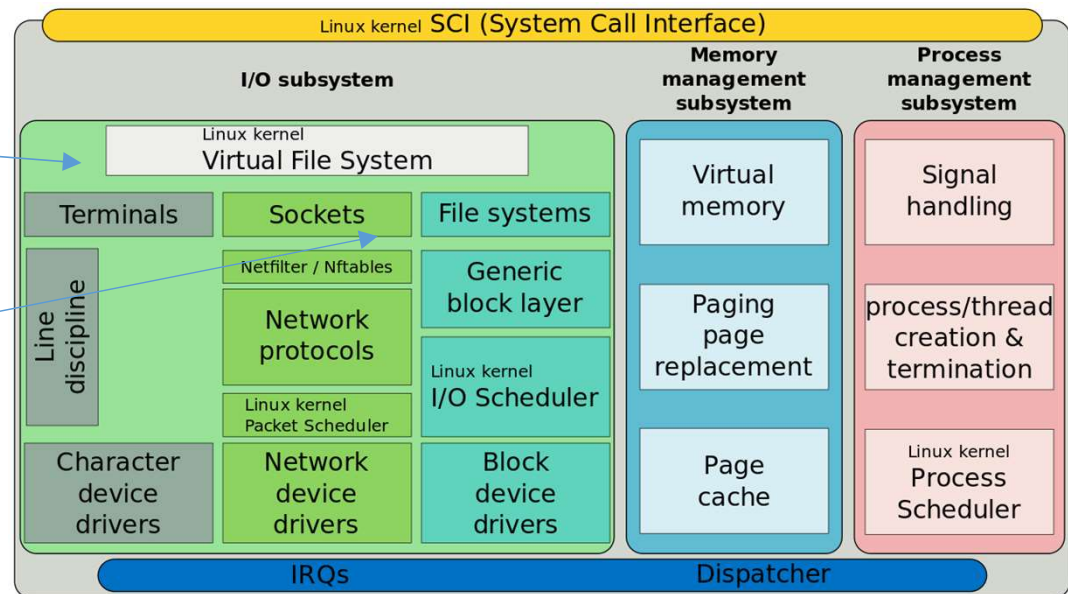 Linux kernel SCI (System Call Interface)
I/O subsystem
Memory
management
subsystem
Process
management
subsystem
Linux kernel
Virtual File System
Terminals
Sockets
File systems
Line
discipline
Netfilter / Nftables
Network
protocols
Linux kernel
Packet Scheduler
Generic
block layer
Linux kernel
I/O Scheduler
Character
device
drivers
Network
device
drivers
Block
device
drivers
Virtual
memory
Paging
page
replacement
Page
cache
Signal
handling
process/thread
creation &
termination
Linux kernel
Process
Scheduler
IRQs
Dispatcher